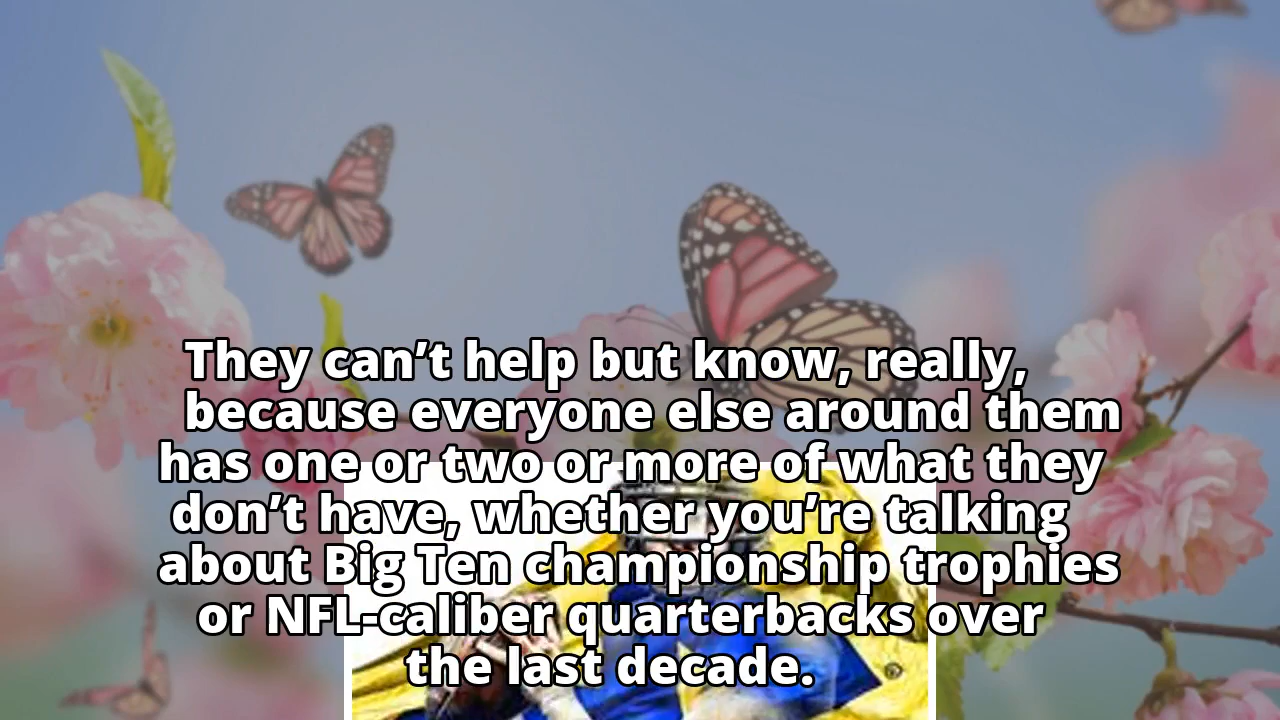 They can’t help but know, really,
because everyone else around them
has one or two or more of what they
don’t have, whether you’re talking
about Big Ten championship trophies
or NFL-caliber quarterbacks over
the last decade.